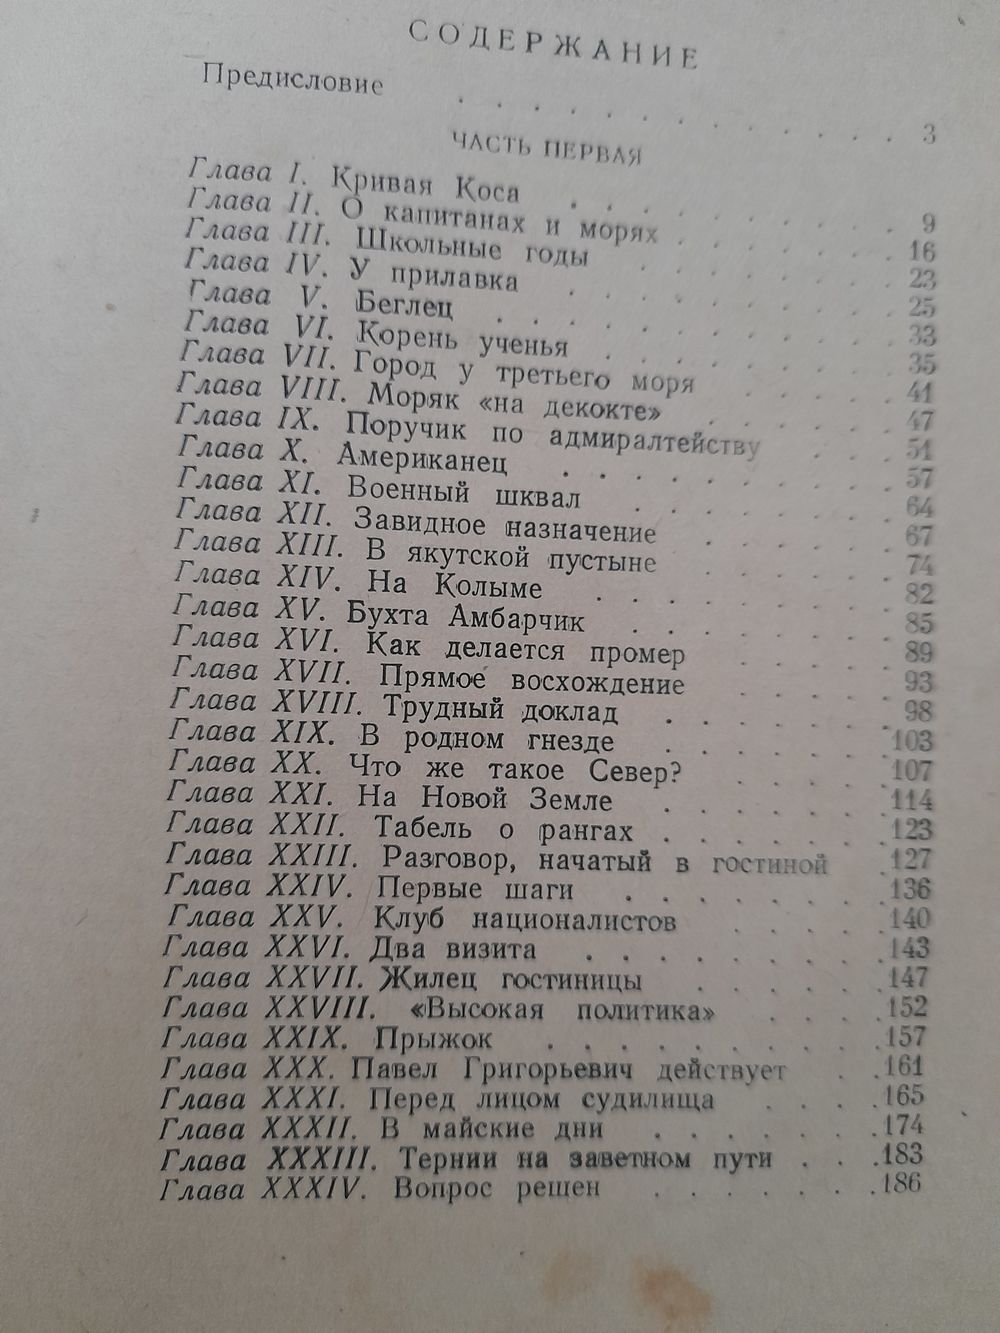 СОДЕРЖАНИЕ
Предисловие . . . . . . . . . . . . 3
ЧАСТЬ ПЕРВАЯ
Глава I. Кривая Коса . . . . . . . . . . 9
Глава II. О капитанах и морях . . . . . . . 16
Глава III. Школьные годы . . . . . . . . 23
Глава IV. У прилавка . . . . . . . . . 25
Глава V. Беглец . . . . . . . . . . . 33
Глава VI. Корень ученья . . . . . . . . 35
Глава VII. Город у третьего моря . . . . . 41
Глава VIII. Моряк «на декокте» . . . . . . 47
Глава IX. Поручик по адмиралтейству . . . . 51
Глава X. Американец . . . . . . . . . 57
Глава XI. Военный шквал . . . . . . . . 64
Глава XII. Завидное назначение . . . . . . 67
Глава XIII. В якутской пустыне . . . . . . 74
Глава XIV. На Колыме . . . . . . . . . 82
Глава XV. Бухта Амбарчик . . . . . . . . 85
Глава XVI. Как делается промер . . . . . . 89
Глава XVII. Прямое восхождение . . . . . . 93
Глава XVIII. Трудный доклад . . . . . . . 98
Глава XIX. В родном гнезде . . . . . . . 103
Глава XX. Что же такое Север? . . . . . 107
Глава XXI. На Новой Земле . . . . . . . 114
Глава XXII. Табель о рангах . . . . . . . 123
Глава XXIII. Разговор, начатый в гостиной . 127
Глава XXIV. Первые шаги . . . . . . . . 136
Глава XXV. Клуб националистов . . . . . 140
Глава XXVI. Два визита . . . . . . . . . 143
Глава XXVII. Жилец гостиницы . . . . . . 147
Глава XXVIII. «Высокая политика» . . . . 152
Глава XXIX. Прыжок . . . . . . . . . . 157
Глава XXX. Павел Григорьевич действует . . 161
Глава XXXI. Перед лицом судилища . . . . 165
Глава XXXII. В майские дни . . . . . . . 174
Глава XXXIII. Тернии на заветном пути . . . 183
Глава XXXIV. Вопрос решен . . . . . . . 186